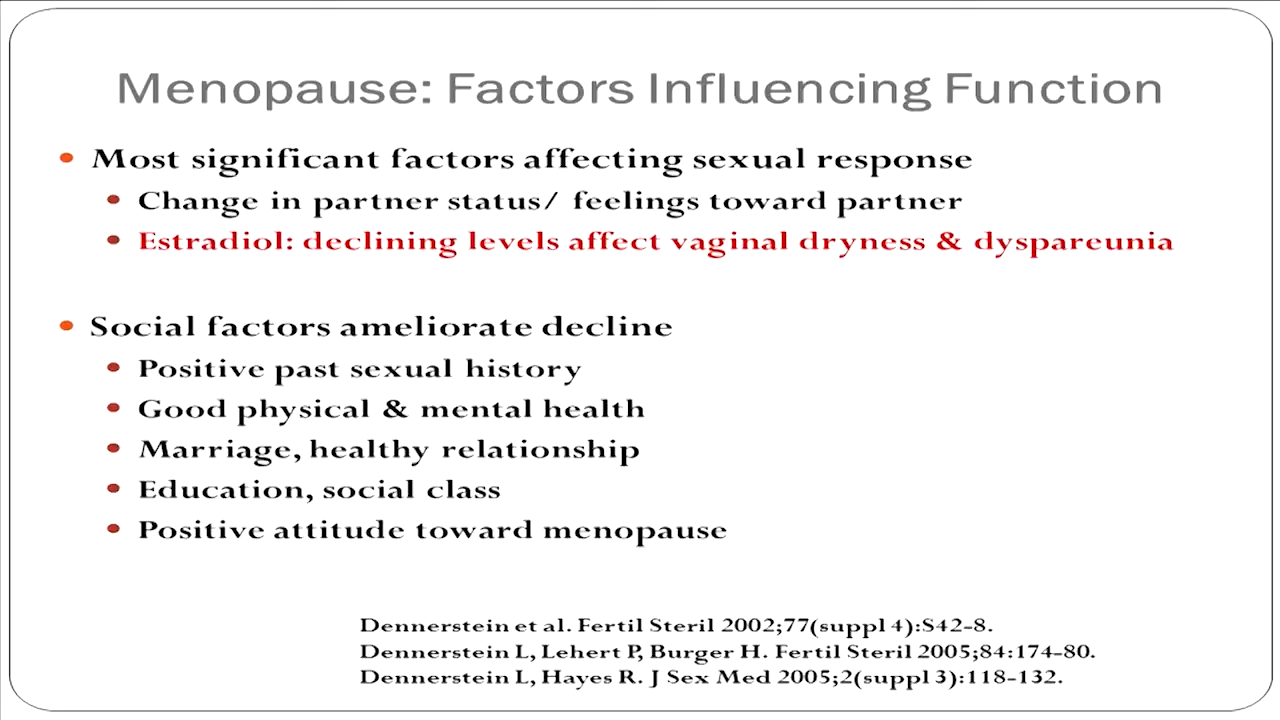 Menopause: Factors Influencing Function
• Most significant factors affecting sexual response
• Change in partner status/ feelings toward partner
• Estradiol: declining levels affect vaginal dryness & dyspareunia
• Social factors ameliorate decline
• Positive past sexual history
• Good physical & mental health
• Marriage, healthy relationship
• Education, social class
• Positive attitude toward menopause
Dennerstein et al. Fertil Steril 2002;77(suppl 4):S42-8.
Dennerstein L, Lehert P, Burger H. Fertil Steril 2005;84:174-80.
Dennerstein L, Hayes R. J Sex Med 2005;2(suppl 3):118-132.